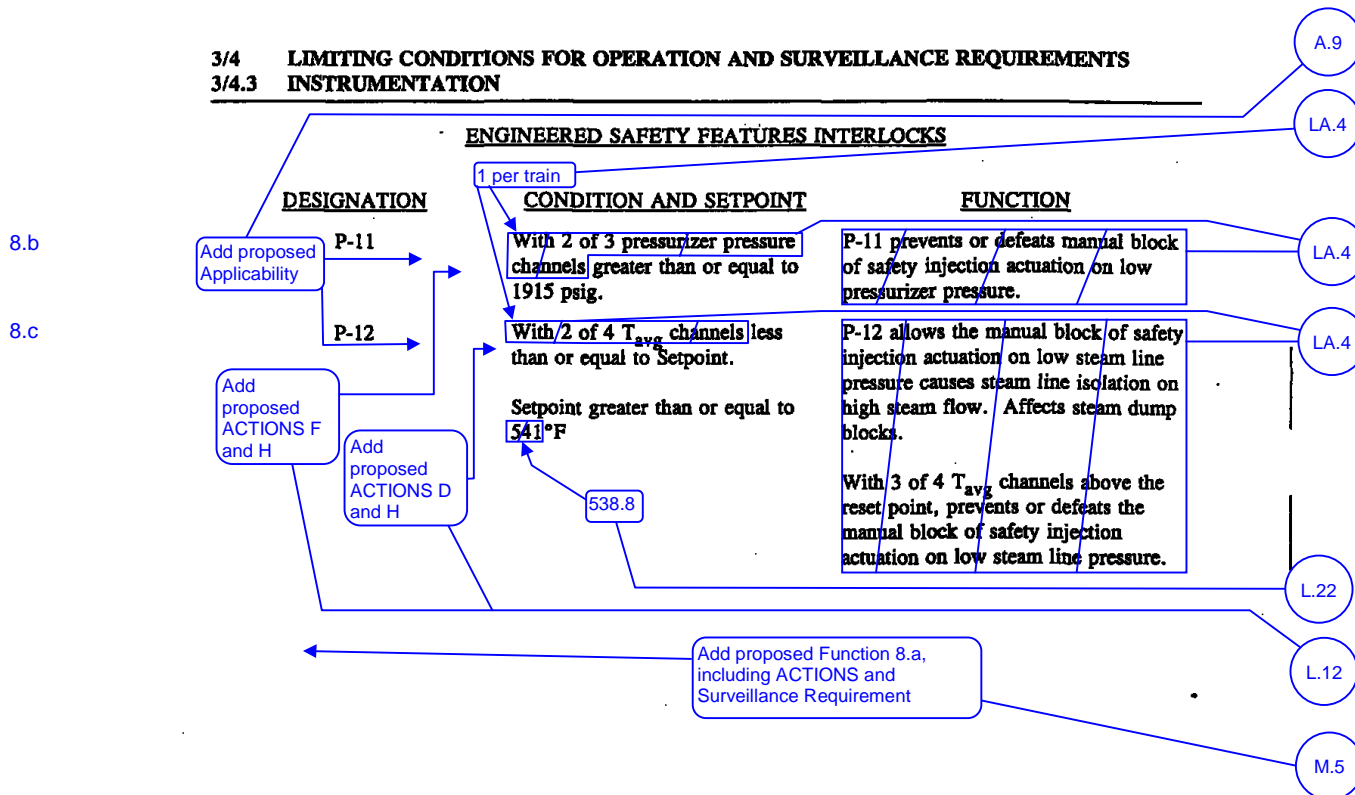 A.9
3/4 LIMITING CONDITIONS FOR OPERATION AND SURVEILLANCE REQUIREMENTS
3/4.3 INSTRUMENTATION
LA.4
ENGINEERED SAFETY FEATURES INTERLOCKS
1 per train
DESIGNATION CONDITION AND SETPOINT FUNCTION
8.b
Add proposed
Applicability
P-11
With 2 of 3 pressurizer pressure
channels greater than or equal to
1915 psig.
P-11 prevents or defeats manual block
of safety injection actuation on low
pressurizer pressure.
LA.4
8.c
P-12
With 2 of 4 Tavg channels less
than or equal to Setpoint.
Setpoint greater than or equal to
541°F
P-12 allows the manual block of safety
injection actuation on low steam line
pressure causes steam line isolation on
high steam flow. Affects steam dump
blocks.
With 3 of 4 Tavg channels above the
reset point, prevents or defeats the
manual block of safety injection
actuation on low steam line pressure.
LA.4
Add
proposed
ACTIONS F
and H
Add
proposed
ACTIONS D
and H
538.8
L.22
Add proposed Function 8.a,
including ACTIONS and
Surveillance Requirement
L.12
M.5